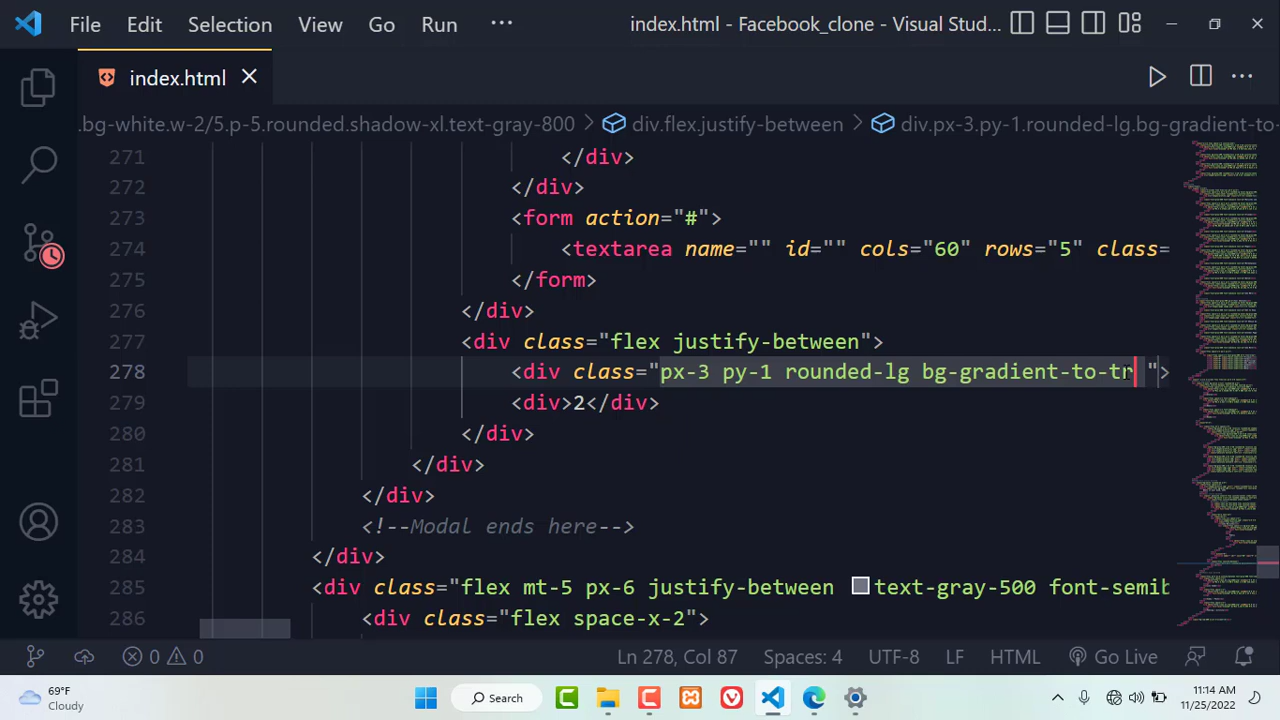 File Edit Selection View Go Run ··· index.html - Facebook_clone - Visual Stud...
index.html
.bg-white.w-2/5.p-5.rounded.shadow-xl.text-gray-800 > div.flex.justify-between > div.px-3.py-1.rounded-lg.bg-gradient-to-
271 </div>
272 </div>
273 <form action="#">
274 <textarea name="" id="" cols="60" rows="5" class=
275 </form>
276 </div>
277 <div class="flex justify-between">
278 <div class="px-3 py-1 rounded-lg bg-gradient-to-tr ">
279 <div>2</div>
280 </div>
281 </div>
282 </div>
283 <!--Modal ends here-->
284 </div>
285 <div class="flex mt-5 px-6 justify-between text-gray-500 font-semib
286 <div class="flex space-x-2">
0 0 Ln 278, Col 87 Spaces: 4 UTF-8 LF HTML Go Live
69°F
Cloudy
Search
11:14 AM
11/25/2022